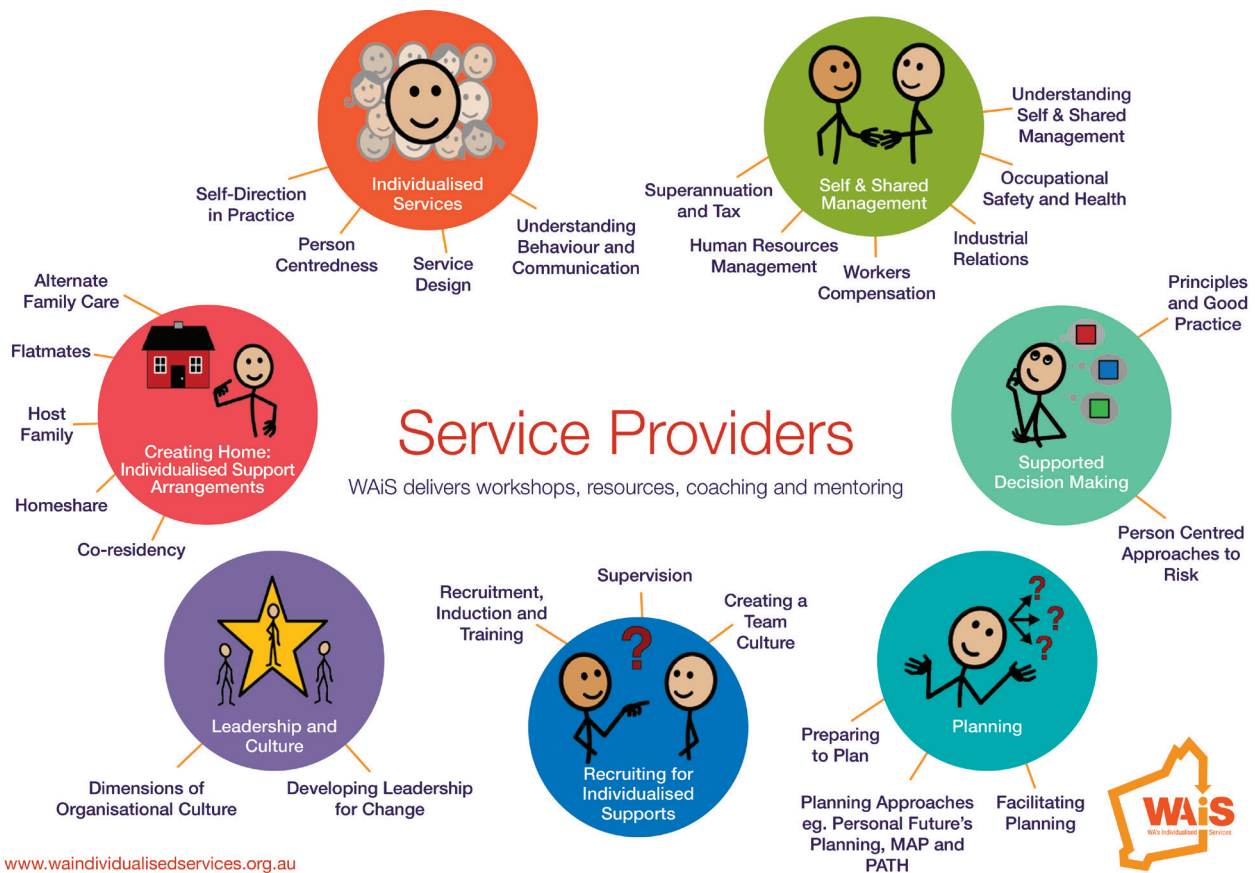 Individualised
Services
Self-Direction
in Practice
Person
Centredness
Service
Design
Understanding
Behaviour and
Communication
Self & Shared
Management
Superannuation
and Tax
Human Resources
Management
Workers
Compensation
Industrial
Relations
Occupational
Safety and Health
Understanding
Self & Shared
Management
Alternate
Family Care
Flatmates
Host
Family
Homeshare
Co-residency
Creating Home:
Individualised Support
Arrangements
Service Providers
WAiS delivers workshops, resources, coaching and mentoring
Principles
and Good
Practice
Supported
Decision Making
Person Centred
Approaches to
Risk
Leadership and
Culture
Dimensions of
Organisational Culture
Developing Leadership
for Change
Recruitment,
Induction and
Training
Supervision
Creating a
Team
Culture
?
Recruiting for
Individualised
Supports
?
?
?
Planning
Preparing
to Plan
Planning Approaches
eg. Personal Future's
Planning, MAP and
PATH
Facilitating
Planning
WAiS
WA's Individualised Services
www.waindividualisedservices.org.au